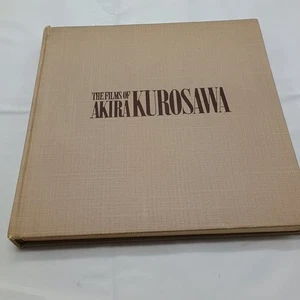 THE FILMS OF
AKIRA KUROSAWA